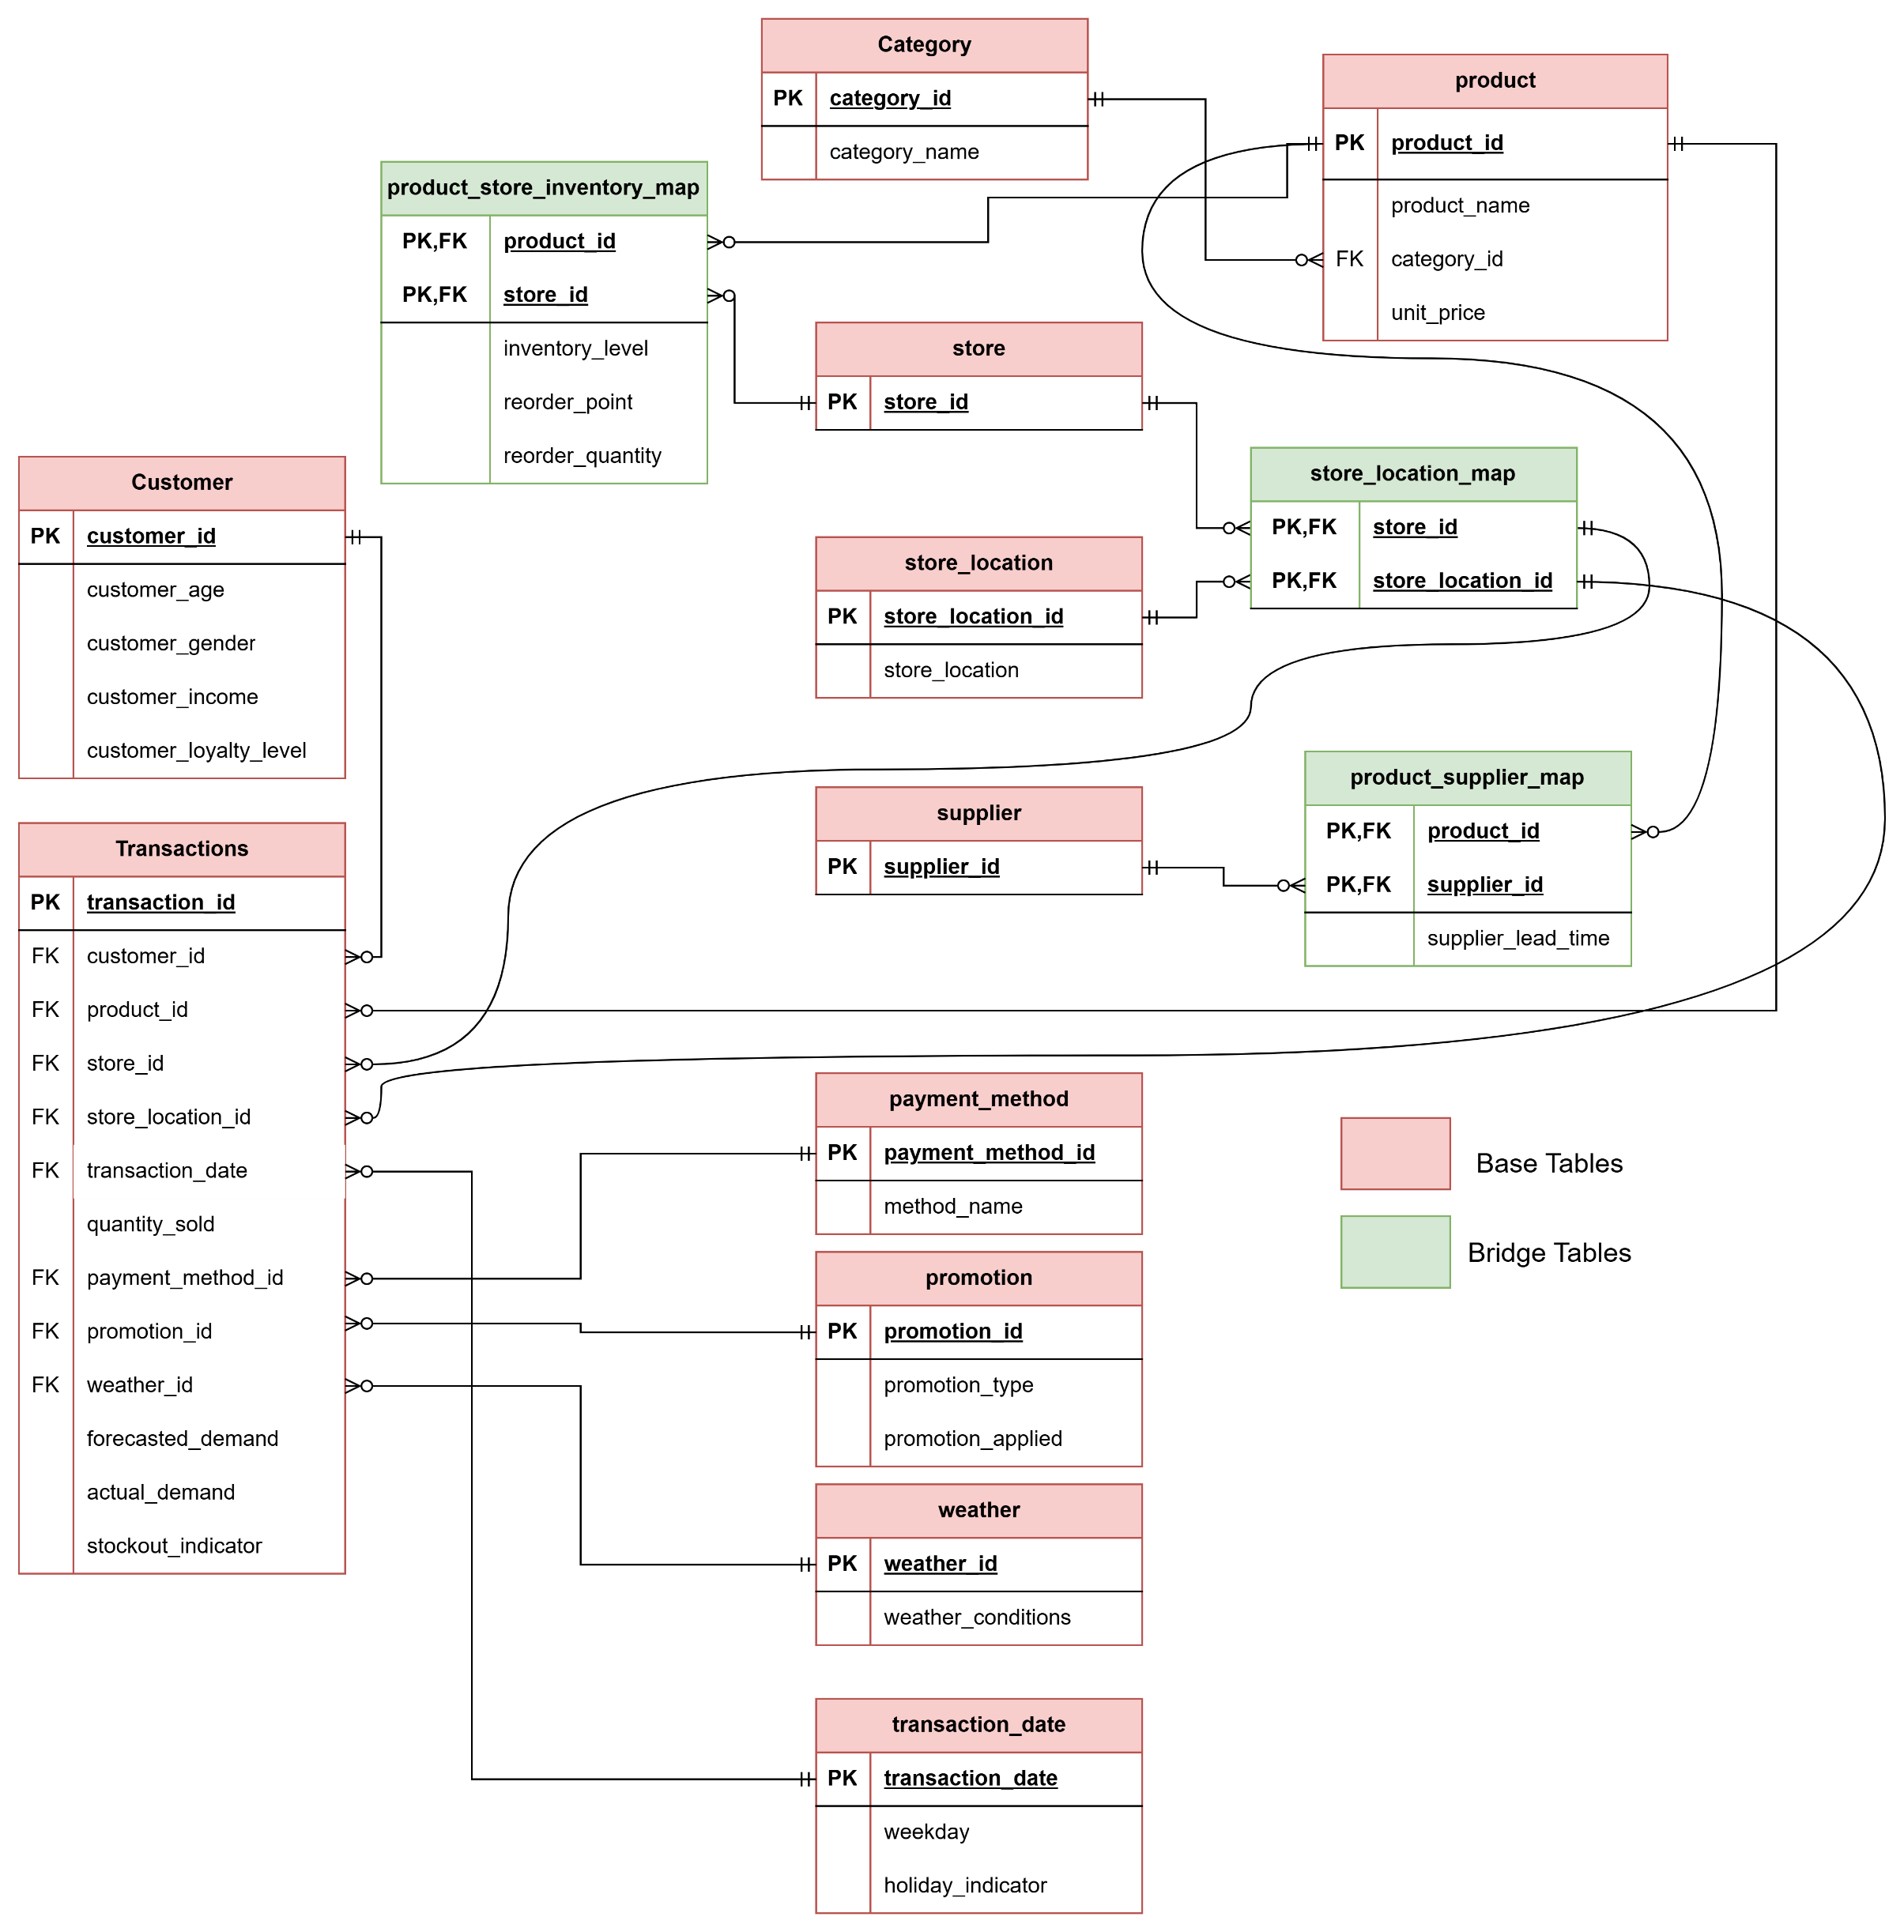 Category
PK category_id
category_name
product
PK product_id
product_name
FK category_id
unit_price
product_store_inventory_map
PK,FK product_id
PK,FK store_id
inventory_level
reorder_point
reorder_quantity
store
PK store_id
store_location_map
PK,FK store_id
PK,FK store_location_id
Customer
PK customer_id
customer_age
customer_gender
customer_income
customer_loyalty_level
store_location
PK store_location_id
store_location
product_supplier_map
PK,FK product_id
PK,FK supplier_id
supplier_lead_time
supplier
PK supplier_id
Transactions
PK transaction_id
FK customer_id
FK product_id
FK store_id
FK store_location_id
FK transaction_date
quantity_sold
FK payment_method_id
FK promotion_id
FK weather_id
forecasted_demand
actual_demand
stockout_indicator
payment_method
PK payment_method_id
method_name
Base Tables
Bridge Tables
promotion
PK promotion_id
promotion_type
promotion_applied
weather
PK weather_id
weather_conditions
transaction_date
PK transaction_date
weekday
holiday_indicator